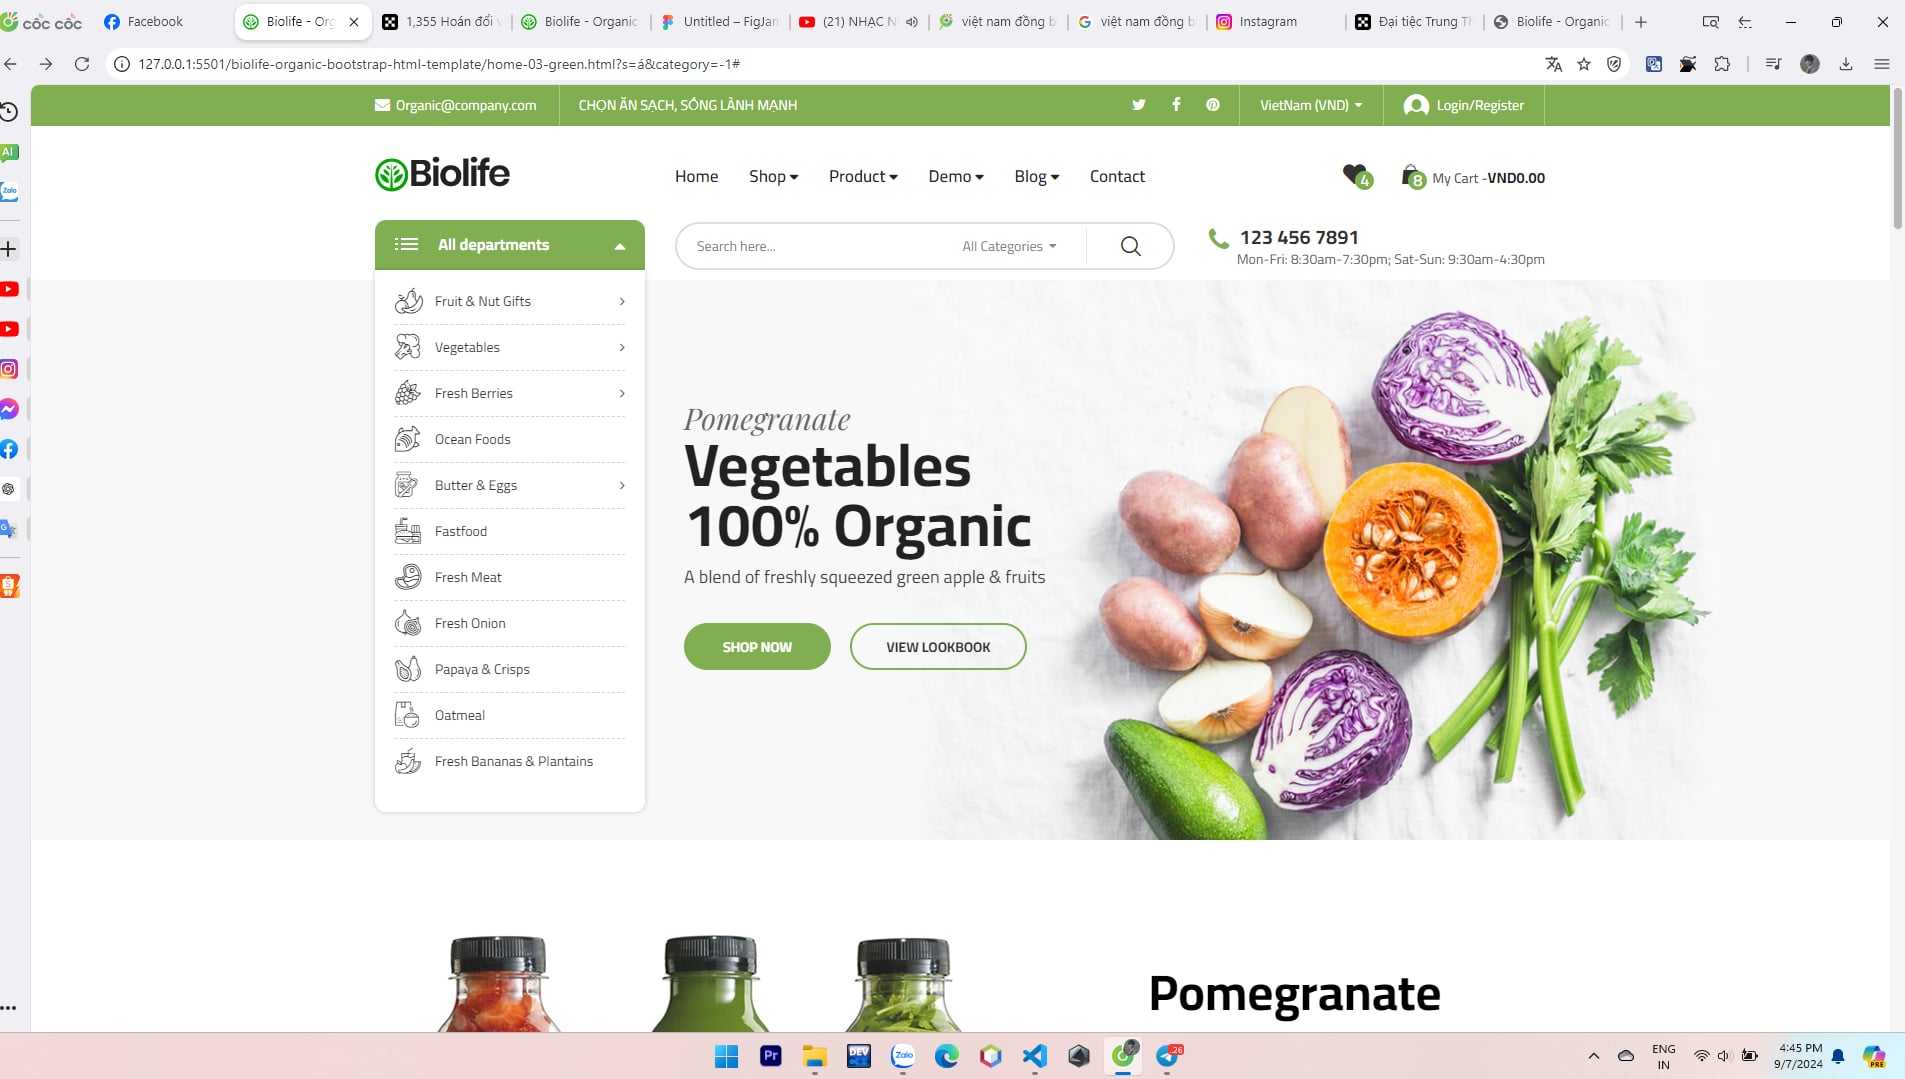 cốc cốc
Facebook
Biolife - Org
1,355 Hoán đổi v
Biolife - Organic
Untitled – FigJam
(21) NHẠC N
việt nam đồng b
việt nam đồng b
Instagram
Đại tiệc Trung Th
Biolife - Organic
127.0.0.1:5501/biolife-organic-bootstrap-html-template/home-03-green.html?s=á&category=-1#
Organic@company.com
CHỌN ĂN SẠCH, SỐNG LÀNH MẠNH
VietNam (VND)
Login/Register
AI
Zalo
Biolife
Home
Shop
Product
Demo
Blog
Contact
4
8
My Cart -VND0.00
All departments
Search here...
All Categories
123 456 7891
Mon-Fri: 8:30am-7:30pm; Sat-Sun: 9:30am-4:30pm
Fruit & Nut Gifts
Vegetables
Fresh Berries
Ocean Foods
Butter & Eggs
Fastfood
Fresh Meat
Fresh Onion
Papaya & Crisps
Oatmeal
Fresh Bananas & Plantains
Pomegranate
Vegetables
100% Organic
A blend of freshly squeezed green apple & fruits
SHOP NOW
VIEW LOOKBOOK
Pomegranate
Pr
DEV
Zalo
26
ENG
IN
4:45 PM
9/7/2024
PRE